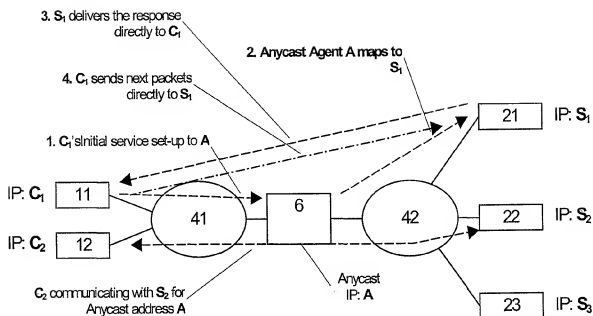 3. S₁ delivers the response
directly to C₁
2. Anycast Agent A maps to
S₁
4. C₁ sends next packets
directly to S₁
1. C₁'sInitial service set-up to A
21
IP: S₁
IP: C₁
11
6
41
42
22
IP: S₂
IP: C₂
12
C₂ communicating with S₂ for
Anycast address A
Anycast
IP: A
23
IP: S₃